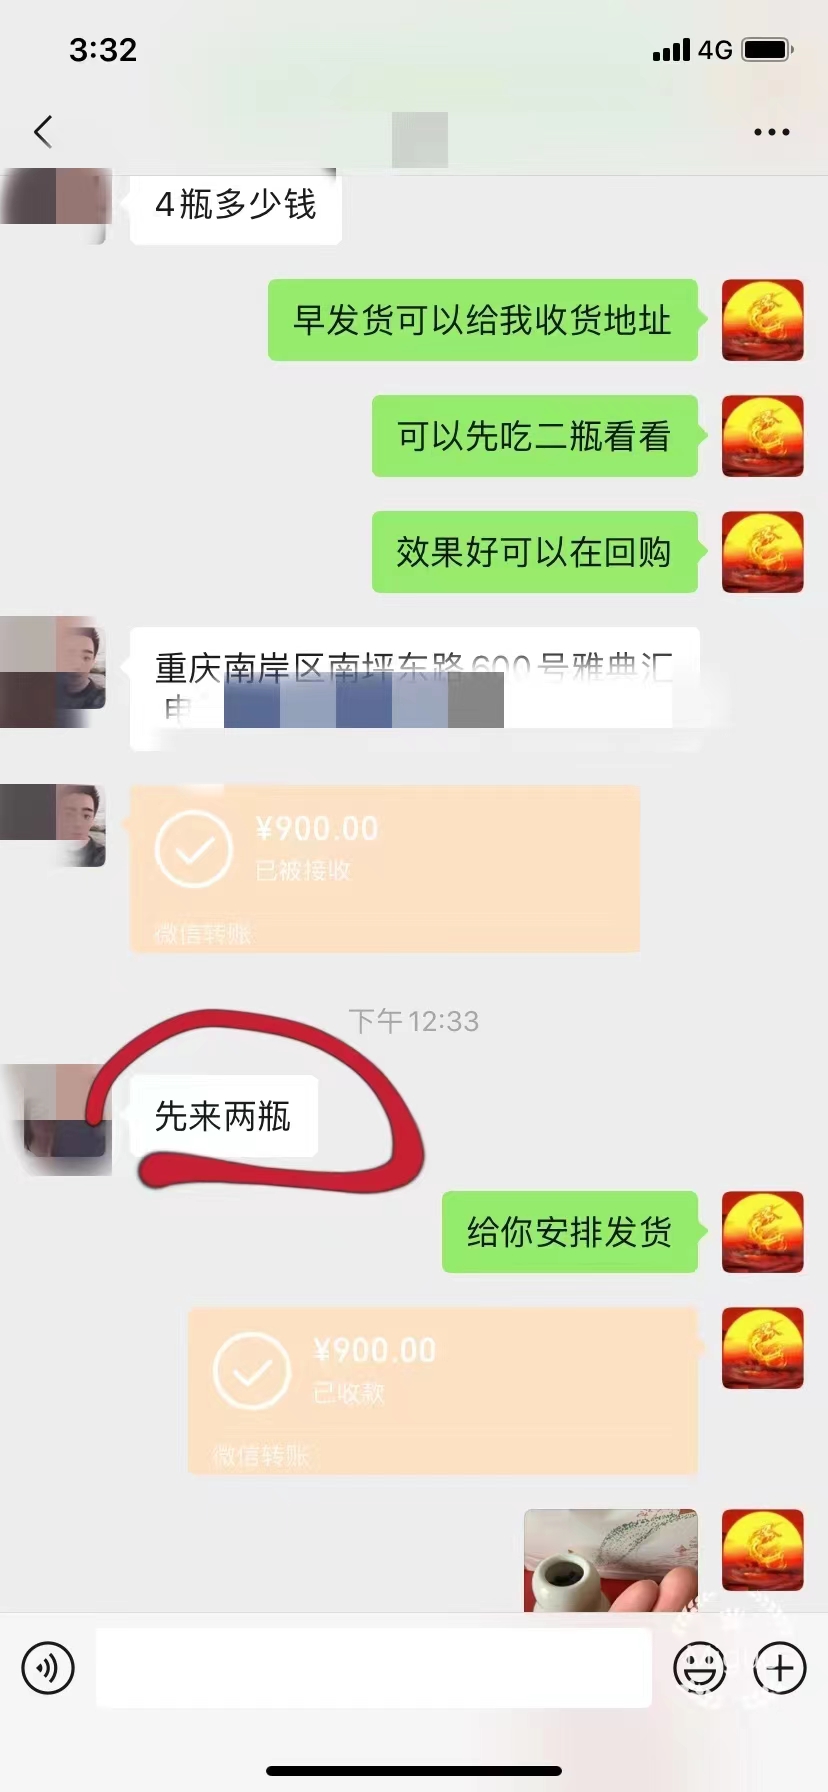 3:32
4G
4瓶多少钱
早发货可以给我收货地址
可以先吃二瓶看看
效果好可以在回购
重庆南岸区南坪东路600号雅典汇
电
¥900.00
已被接收
微信转账
下午12:33
先来两瓶
给你安排发货
¥900.00
已收款
微信转账